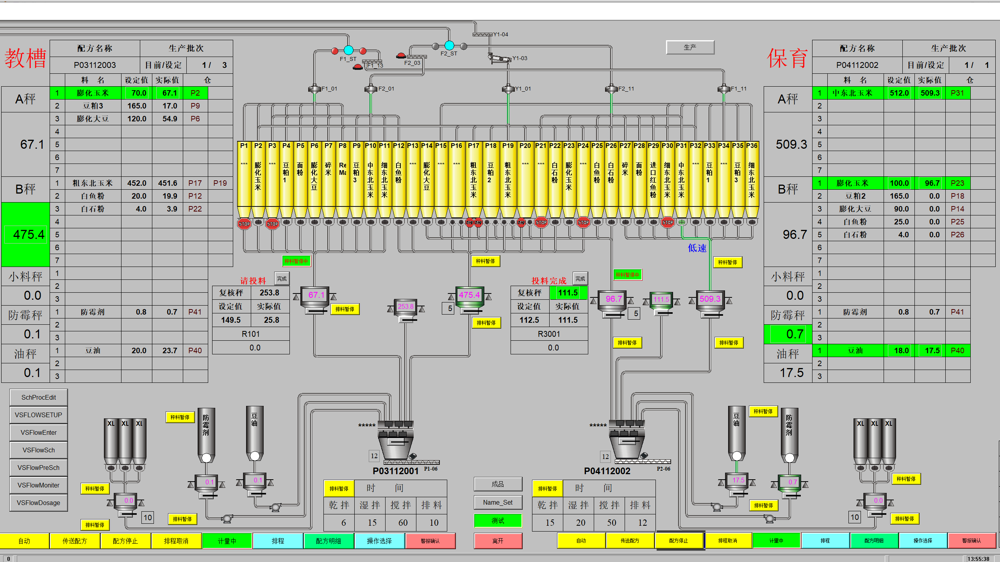 Y1-04
Y1-03
F1_ST
F1_13
F2_03
F2_ST
生产
F1_01
F2_01
Y1_01
F2_11
F1_11
教槽
配方名称 生产批次
P03112003 目前/设定 1 / 3
料 名 设定值 实际值 仓
A秤
1 膨化玉米 70.0 67.1 P2
2 豆粕3 165.0 17.0 P9
3 膨化大豆 120.0 54.9 P6
4
67.1
5
6
7
B秤
1 粗东北玉米 452.0 451.6 P17 P19
2 白鱼粉 20.0 19.9 P12
3 白石粉 4.0 3.9 P22
4
475.4
5
6
7
小料秤
1
2
0.0
3
防霉秤
1 防霉剂 0.8 0.7 P41
2
0.1
3
油秤
1 豆油 20.0 23.7 P40
2
0.1
3
P1 P2 P3 P4 P5 P6 P7 P8 P9 P10 P11 P12 P13 P14 P15 P16 P17 P18 P19 P20 P21 P22 P23 P24 P25 P26 P27 P28 P29 P30 P31 P32 P33 P34 P35 P36
***
膨化玉米
***
豆粕1
面粉
膨化大豆
碎米
Re
Ma
豆粕3
中东北玉米
细东北玉米
白鱼粉
***
膨化大豆
***
***
粗东北玉米
豆粕2
粗东北玉米
***
***
白石粉
膨化玉米
***
白鱼粉
白石粉
碎米
面粉
进口红鱼粉
细东北玉米
中东北玉米
***
豆粕1
***
豆粕3
细东北玉米
STOP STOP STOP STOP STOP STOP STOP STOP
低速
秤料暂停中
秤料暂停
秤料暂停中
秤料暂停
请投料 完成
复核秤 253.8
设定值 实际值
149.5 25.8
R101
0.0
67.1
排料暂停
253.8
475.4
5
排料暂停
投料完成 完成
复核秤 111.5
设定值 实际值
112.5 111.5
R3001
0.0
96.7
5
排料暂停
111.5
509.3
排料暂停
保育
配方名称 生产批次
P04112002 目前/设定 1 / 1
料 名 设定值 实际值 仓
A秤
1 中东北玉米 512.0 509.3 P31
2
3
4
509.3
5
6
7
B秤
1 膨化玉米 100.0 96.7 P23
2 豆粕2 165.0 0.0 P18
3 膨化大豆 90.0 0.0 P14
4 白鱼粉 25.0 0.0 P25
96.7
5 白石粉 4.0 0.0 P26
6
7
小料秤
1
2
0.0
3
防霉秤
1 防霉剂 0.8 0.7 P41
2
0.7
3
油秤
1 豆油 18.0 17.5 P40
2
17.5
3
SchProcEdit
VSFLOWSETUP
VSFlowEnter
VSFlowSch
VSFlowPreSch
VSFlowMoniter
VSFlowDosage
XL XL XL
秤料暂停
0.0
10
排料暂停
秤料暂停
防霉剂
0.1
排料暂停
豆油
0.1
*****
12
P03112001 P1-06
排料暂停 时 间
乾拌 湿拌 搅拌 排料
6 15 60 10
成品
Name_Set
测试
离开
*****
12
P04112002 P2-06
排料暂停 时 间
乾拌 湿拌 搅拌 排料
15 20 50 12
豆油
秤料暂停
防霉剂
17.5
0.7
排料暂停
XL XL XL
秤料暂停
0.0
10
排料暂停
自动 传送配方 配方停止 排程取消 计量中 排程 配方明细 操作选择 警报确认
自动 传送配方 配方停止 排程取消 计量中 排程 配方明细 操作选择 警报确认
0
13:55:38